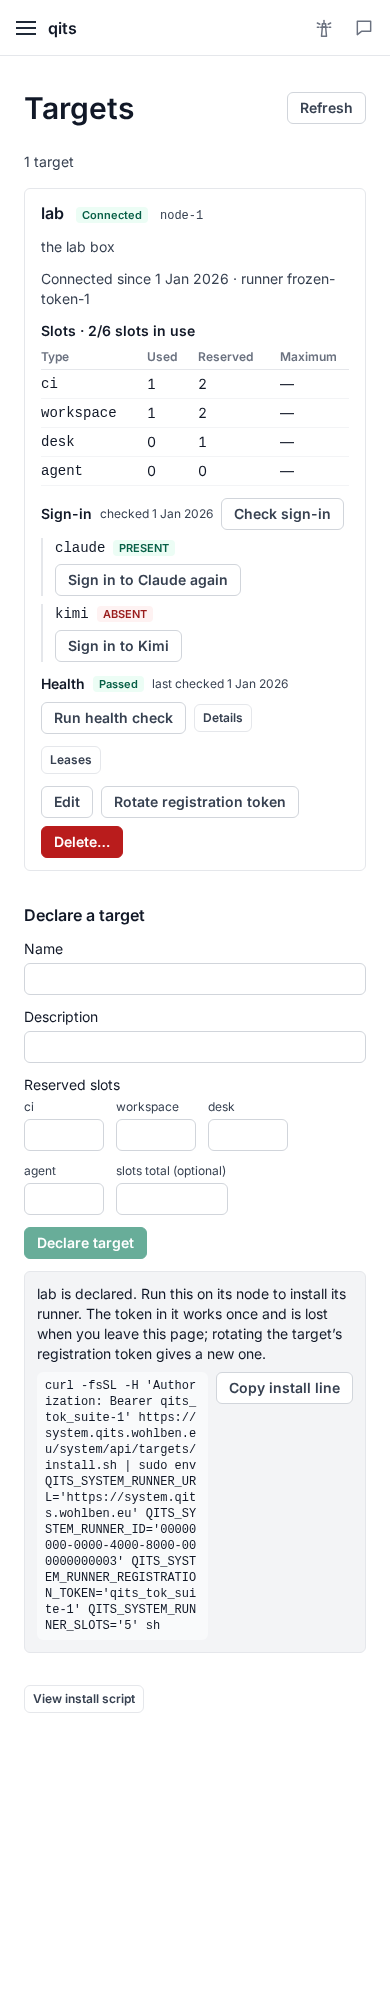 qits
Targets
Refresh
1 target
lab Connected node-1
the lab box
Connected since 1 Jan 2026 · runner frozen-
token-1
Slots · 2/6 slots in use
Type Used Reserved Maximum
ci 1 2 —
workspace 1 2 —
desk 0 1 —
agent 0 0 —
Sign-in checked 1 Jan 2026 Check sign-in
claude PRESENT
Sign in to Claude again
kimi ABSENT
Sign in to Kimi
Health Passed last checked 1 Jan 2026
Run health check Details
Leases
Edit Rotate registration token
Delete…
Declare a target
Name
Description
Reserved slots
ci workspace desk
agent slots total (optional)
Declare target
lab is declared. Run this on its node to install its
runner. The token in it works once and is lost
when you leave this page; rotating the target’s
registration token gives a new one.
Copy install line
curl -fsSL -H 'Author
ization: Bearer qits_
tok_suite-1' https://
system.qits.wohlben.e
u/system/api/targets/
install.sh | sudo env
QITS_SYSTEM_RUNNER_UR
L='https://system.qit
s.wohlben.eu' QITS_SY
STEM_RUNNER_ID='00000
000-0000-4000-8000-00
0000000003' QITS_SYST
EM_RUNNER_REGISTRATIO
N_TOKEN='qits_tok_sui
te-1' QITS_SYSTEM_RUN
NER_SLOTS='5' sh
View install script